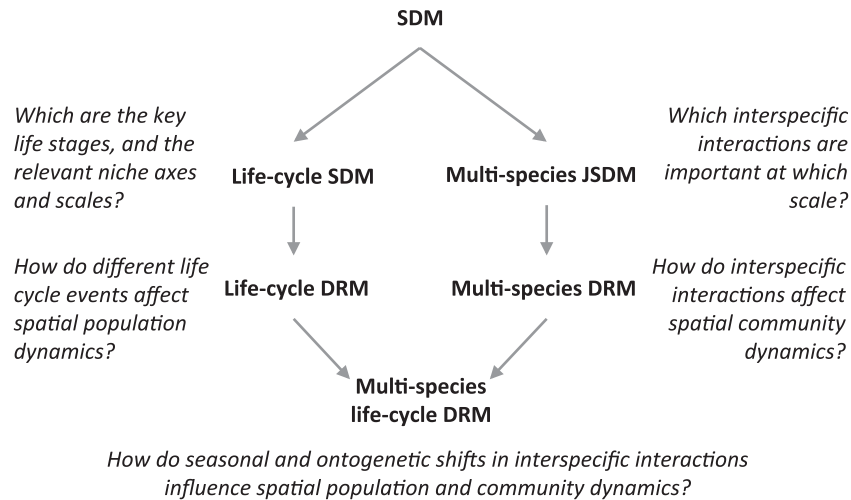 SDM
Which are the key
life stages, and the
relevant niche axes
and scales?
Life-cycle SDM
Multi-species JSDM
Which interspecific
interactions are
important at which
scale?
How do different life
cycle events affect
spatial population
dynamics?
Life-cycle DRM
Multi-species DRM
How do interspecific
interactions affect
spatial community
dynamics?
Multi-species
life-cycle DRM
How do seasonal and ontogenetic shifts in interspecific interactions
influence spatial population and community dynamics?